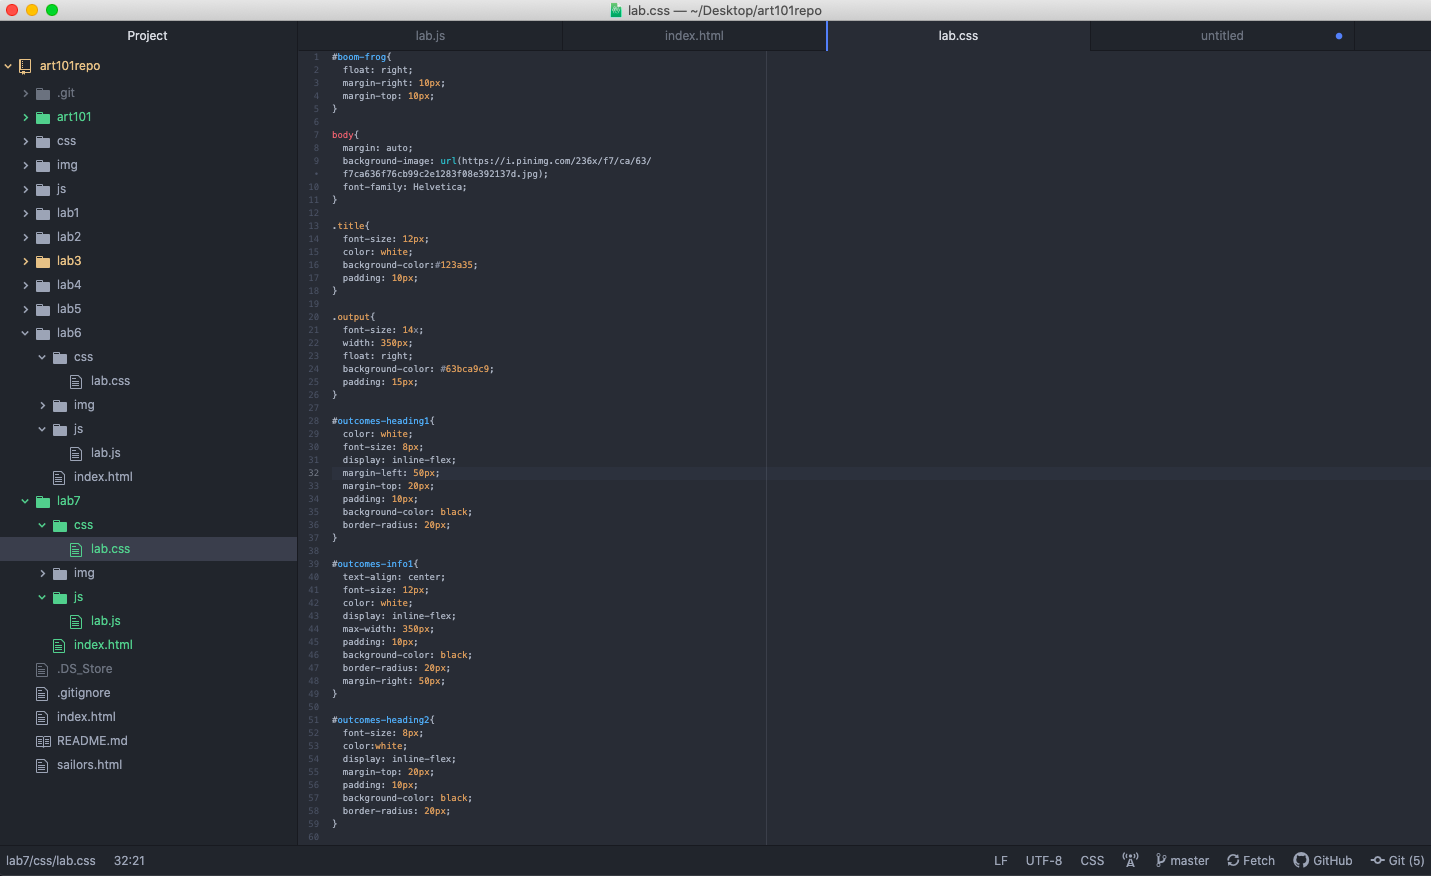 lab.css — ~/Desktop/art101repo
Project
lab.js
index.html
lab.css
untitled
art101repo
.git
art101
css
img
js
lab1
lab2
lab3
lab4
lab5
lab6
css
lab.css
img
js
lab.js
index.html
lab7
css
lab.css
img
js
lab.js
index.html
.DS_Store
.gitignore
index.html
README.md
sailors.html
1 #boom-frog{
2 float: right;
3 margin-right: 10px;
4 margin-top: 10px;
5 }
6
7 body{
8 margin: auto;
9 background-image: url(https://i.pinimg.com/236x/f7/ca/63/
• f7ca636f76cb99c2e1283f08e392137d.jpg);
10 font-family: Helvetica;
11 }
12
13 .title{
14 font-size: 12px;
15 color: white;
16 background-color:#123a35;
17 padding: 10px;
18 }
19
20 .output{
21 font-size: 14x;
22 width: 350px;
23 float: right;
24 background-color: #63bca9c9;
25 padding: 15px;
26 }
27
28 #outcomes-heading1{
29 color: white;
30 font-size: 8px;
31 display: inline-flex;
32 margin-left: 50px;
33 margin-top: 20px;
34 padding: 10px;
35 background-color: black;
36 border-radius: 20px;
37 }
38
39 #outcomes-info1{
40 text-align: center;
41 font-size: 12px;
42 color: white;
43 display: inline-flex;
44 max-width: 350px;
45 padding: 10px;
46 background-color: black;
47 border-radius: 20px;
48 margin-right: 50px;
49 }
50
51 #outcomes-heading2{
52 font-size: 8px;
53 color:white;
54 display: inline-flex;
55 margin-top: 20px;
56 padding: 10px;
57 background-color: black;
58 border-radius: 20px;
59 }
60
lab7/css/lab.css 32:21 LF UTF-8 CSS master Fetch GitHub Git (5)